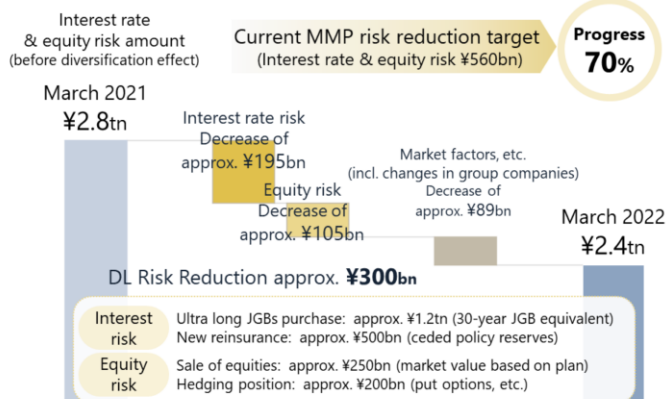 Interest rate
& equity risk amount
(before diversification effect)
Current MMP risk reduction target
(Interest rate & equity risk ¥560bn)
Progress
70%
March 2021
¥2.8tn
Interest rate risk
Decrease of
approx. ¥195bn
Equity risk
Decrease of
approx. ¥105bn
Market factors, etc.
(incl. changes in group companies)
Decrease of
approx. ¥89bn
March 2022
¥2.4tn
DL Risk Reduction approx. ¥300bn
Interest
risk
Ultra long JGBs purchase: approx. ¥1.2tn (30-year JGB equivalent)
New reinsurance: approx. ¥500bn (ceded policy reserves)
Equity
risk
Sale of equities: approx. ¥250bn (market value based on plan)
Hedging position: approx. ¥200bn (put options, etc.)